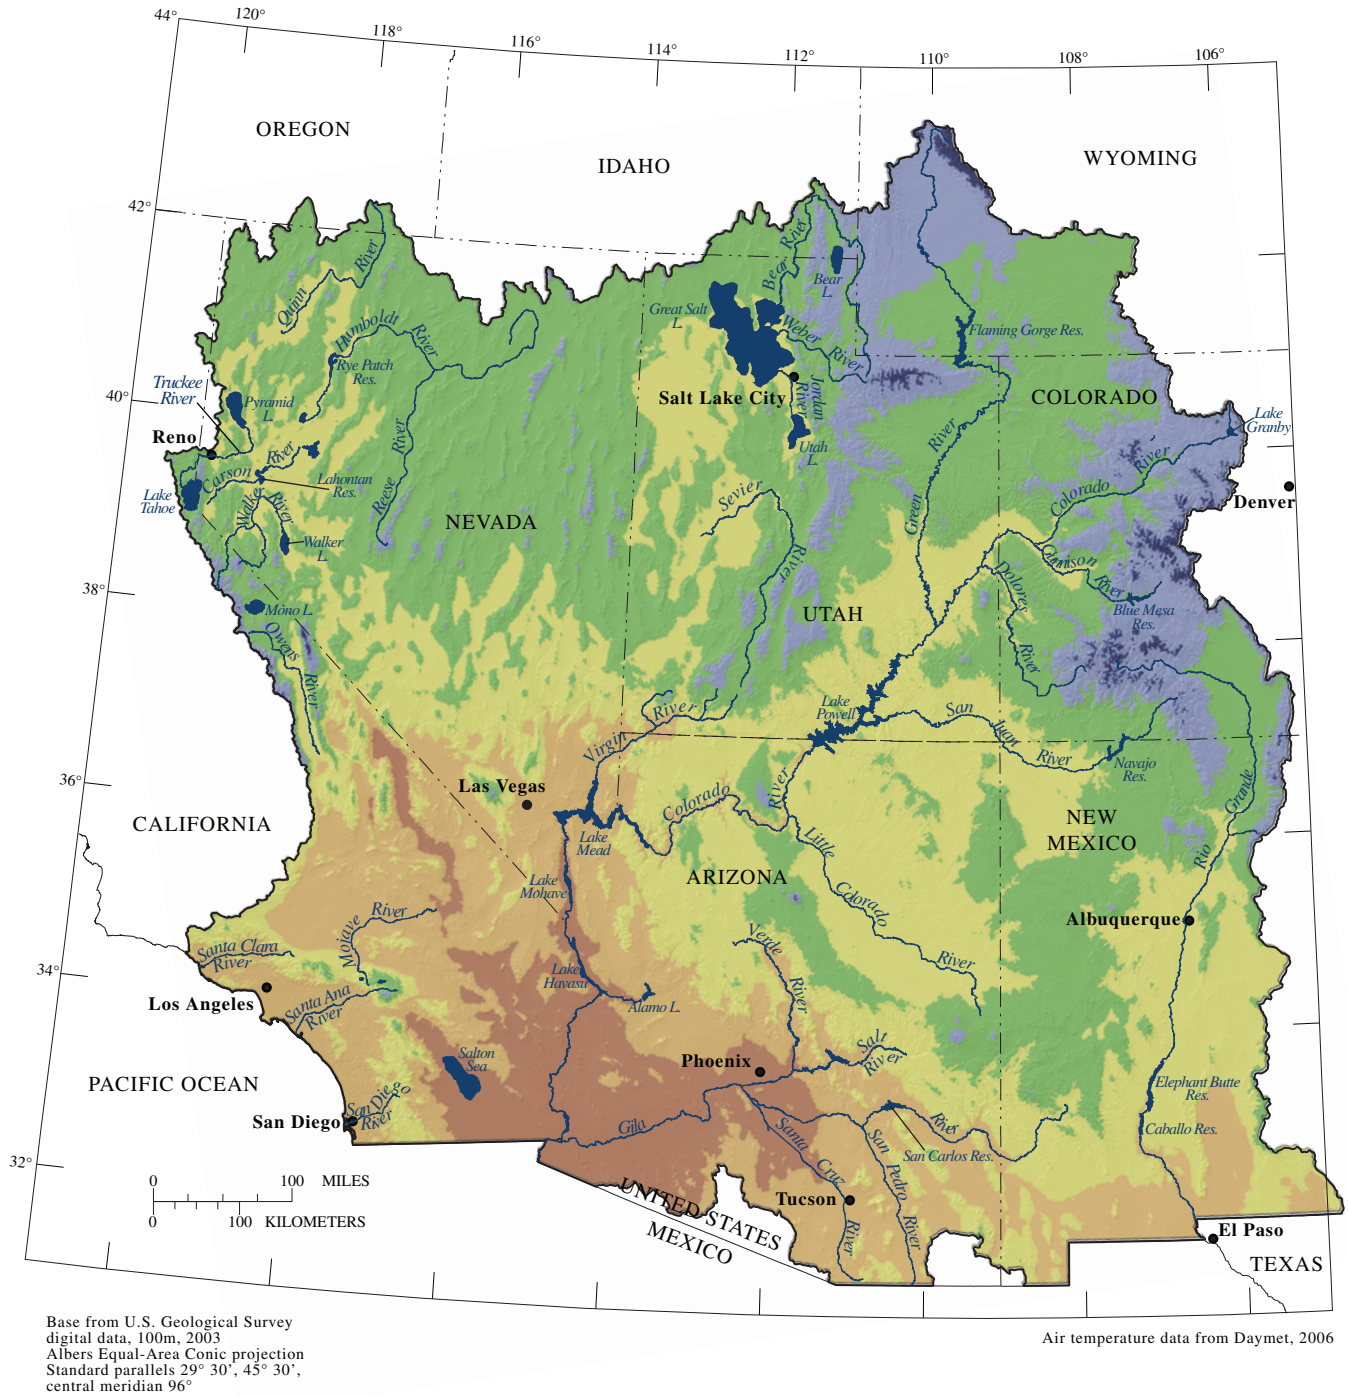 44°
120°
118°
116°
114°
112°
110°
108°
106°
OREGON
IDAHO
WYOMING
42°
Quinn
River
Bear
River
Bear
L.
Great Salt
L.
Humboldt
River
Weber
River
Flaming Gorge Res.
Rye Patch
Res.
Truckee
River
Pyramid
L.
40°
Salt Lake City
Jordan
River
COLORADO
Lake
Granby
Reno
Carson
River
Lahontan
Res.
Reese
River
Utah
L.
Green
River
Colorado
River
Denver
Lake
Tahoe
Walker
River
Walker
L.
NEVADA
Sevier
River
38°
Mono L.
Owens
River
UTAH
Dolores
River
Gunnison
River
Blue Mesa
Res.
Virgin
River
Lake
Powell
San
Juan
River
Navajo
Res.
36°
Las Vegas
CALIFORNIA
Lake
Mead
Colorado
River
Little
Colorado
River
NEW
MEXICO
Rio
Grande
ARIZONA
Lake
Mohave
Albuquerque
Mojave
River
Santa Clara
River
Verde
River
34°
Lake
Havasu
Alamo L.
Los Angeles
Santa Ana
River
Salton
Sea
Phoenix
Salt
River
PACIFIC OCEAN
San Diego
River
San Diego
Gila
River
San Carlos Res.
Elephant Butte
Res.
Caballo Res.
32°
Santa
Cruz
River
San
Pedro
River
Tucson
0
100
MILES
0
100
KILOMETERS
UNITED STATES
MEXICO
El Paso
TEXAS
Base from U.S. Geological Survey
digital data, 100m, 2003
Albers Equal-Area Conic projection
Standard parallels 29° 30’, 45° 30’,
central meridian 96°
Air temperature data from Daymet, 2006